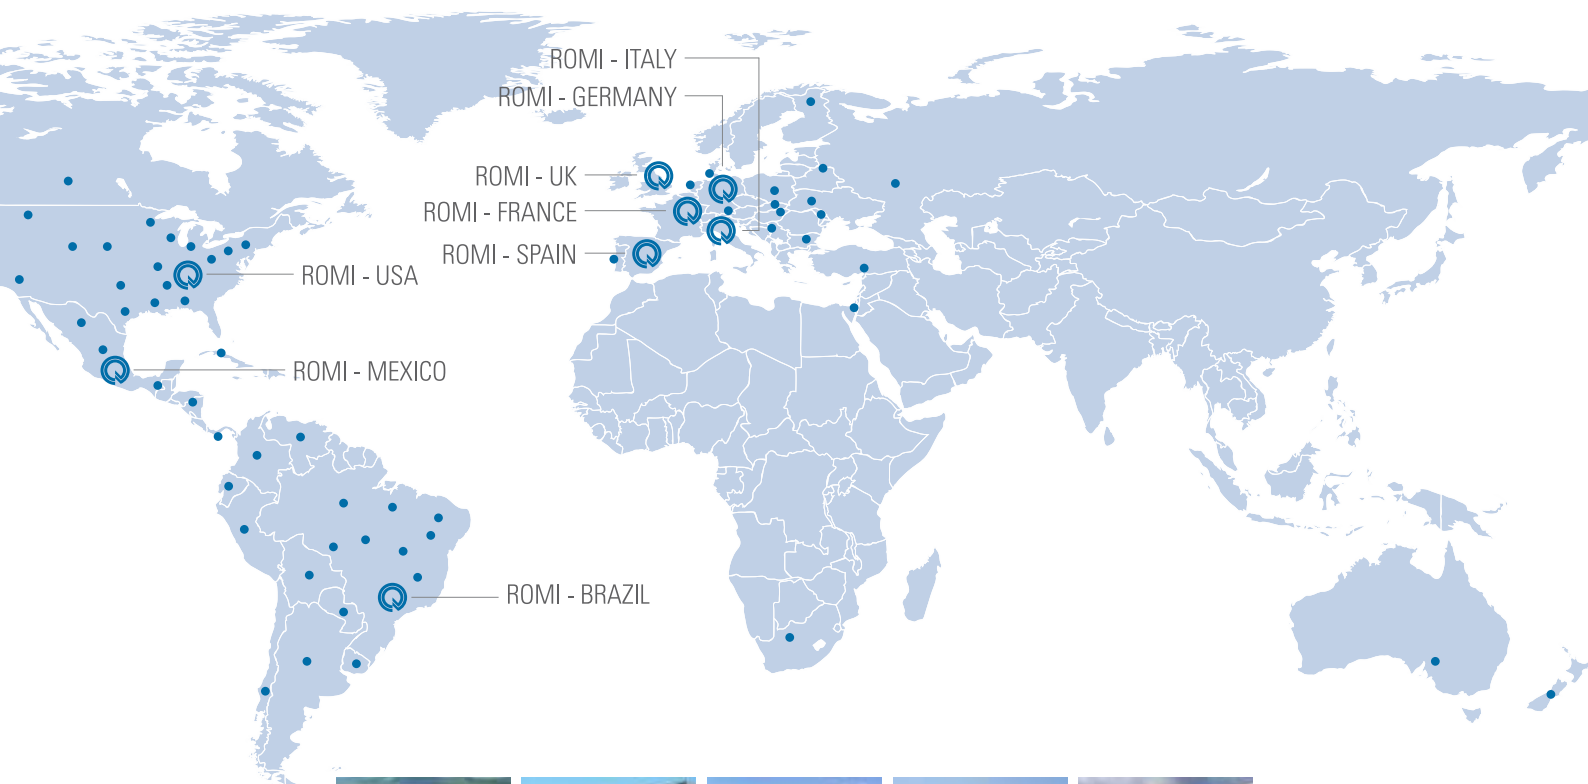 ROMI - ITALY
ROMI - GERMANY
ROMI - UK
ROMI - FRANCE
ROMI - SPAIN
ROMI - USA
ROMI - MEXICO
ROMI - BRAZIL